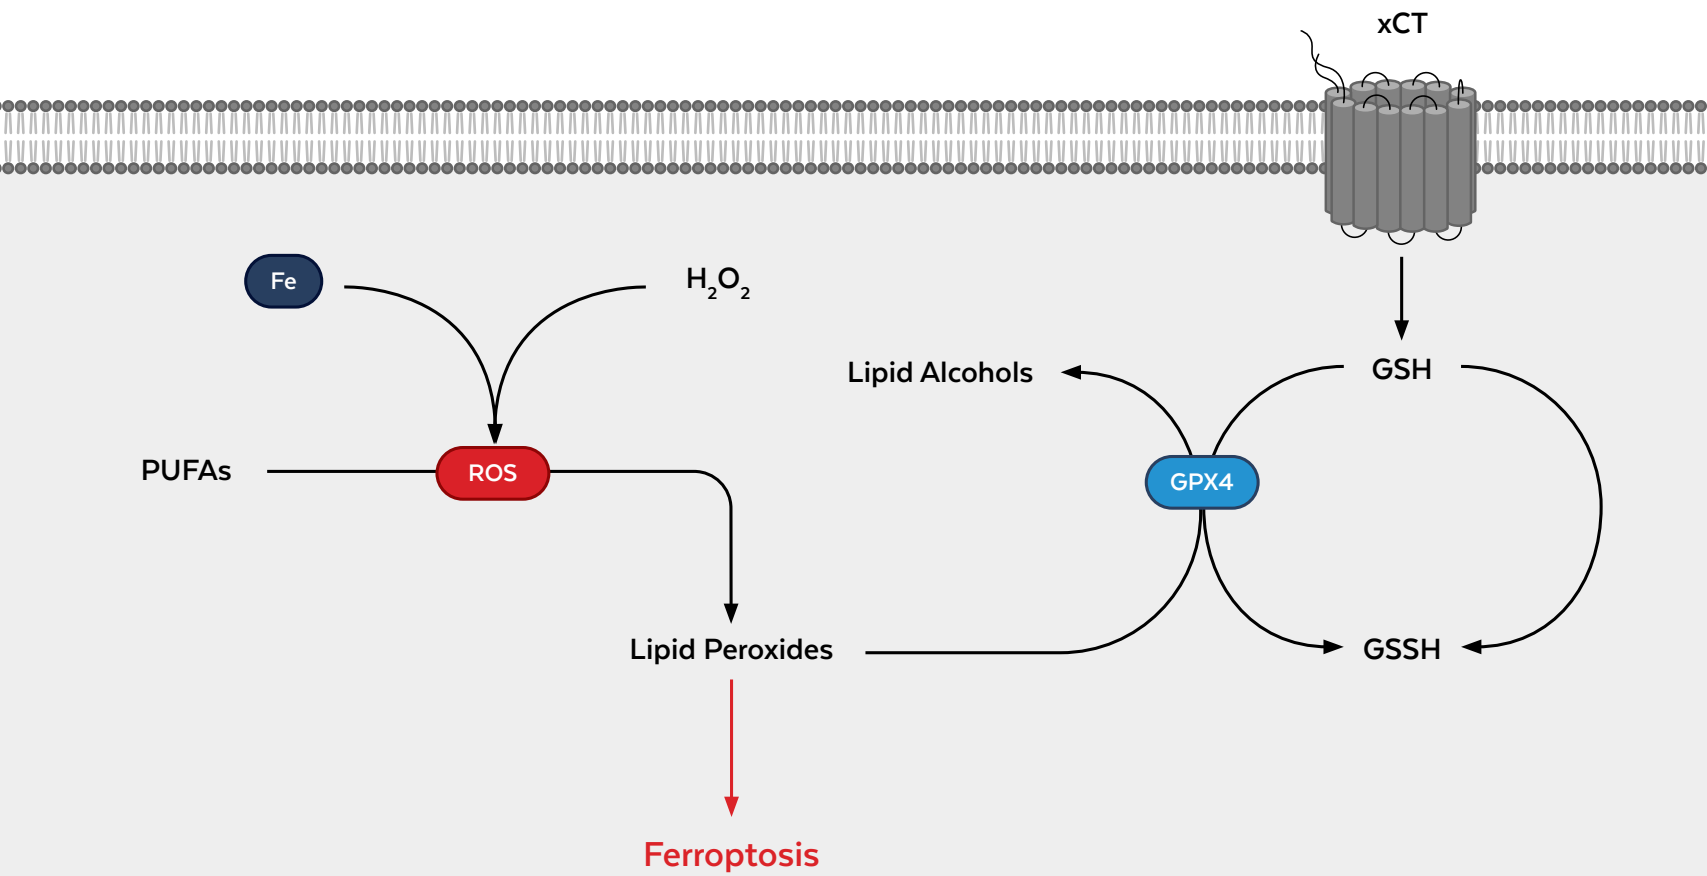 xCT
Fe
H₂O₂
Lipid Alcohols
GSH
PUFAs
ROS
GPX4
Lipid Peroxides
GSSH
Ferroptosis